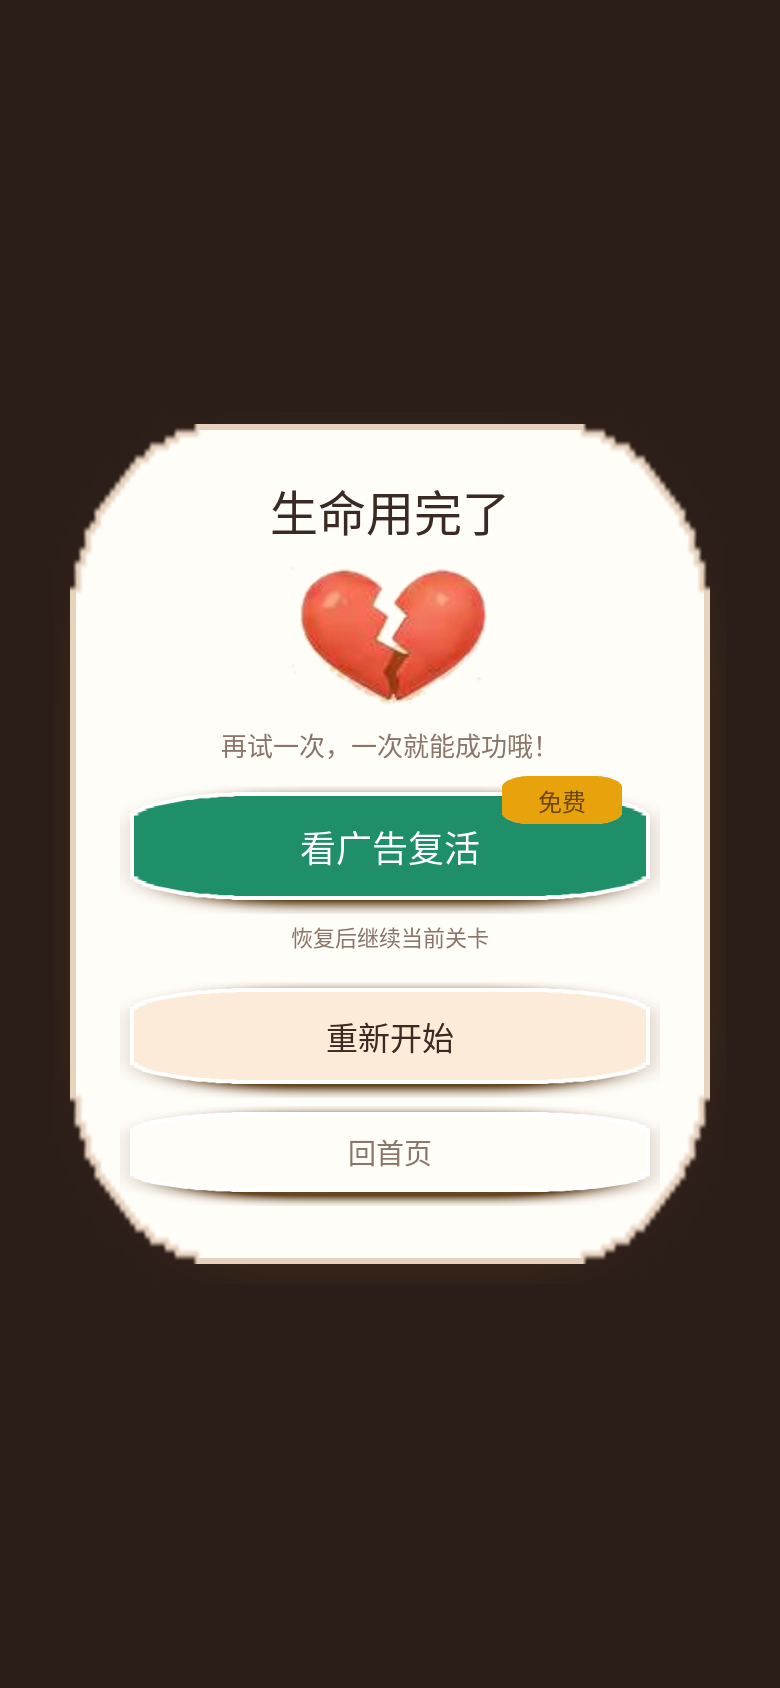 生命用完了
再试一次，一次就能成功哦！
免费
看广告复活
恢复后继续当前关卡
重新开始
回首页